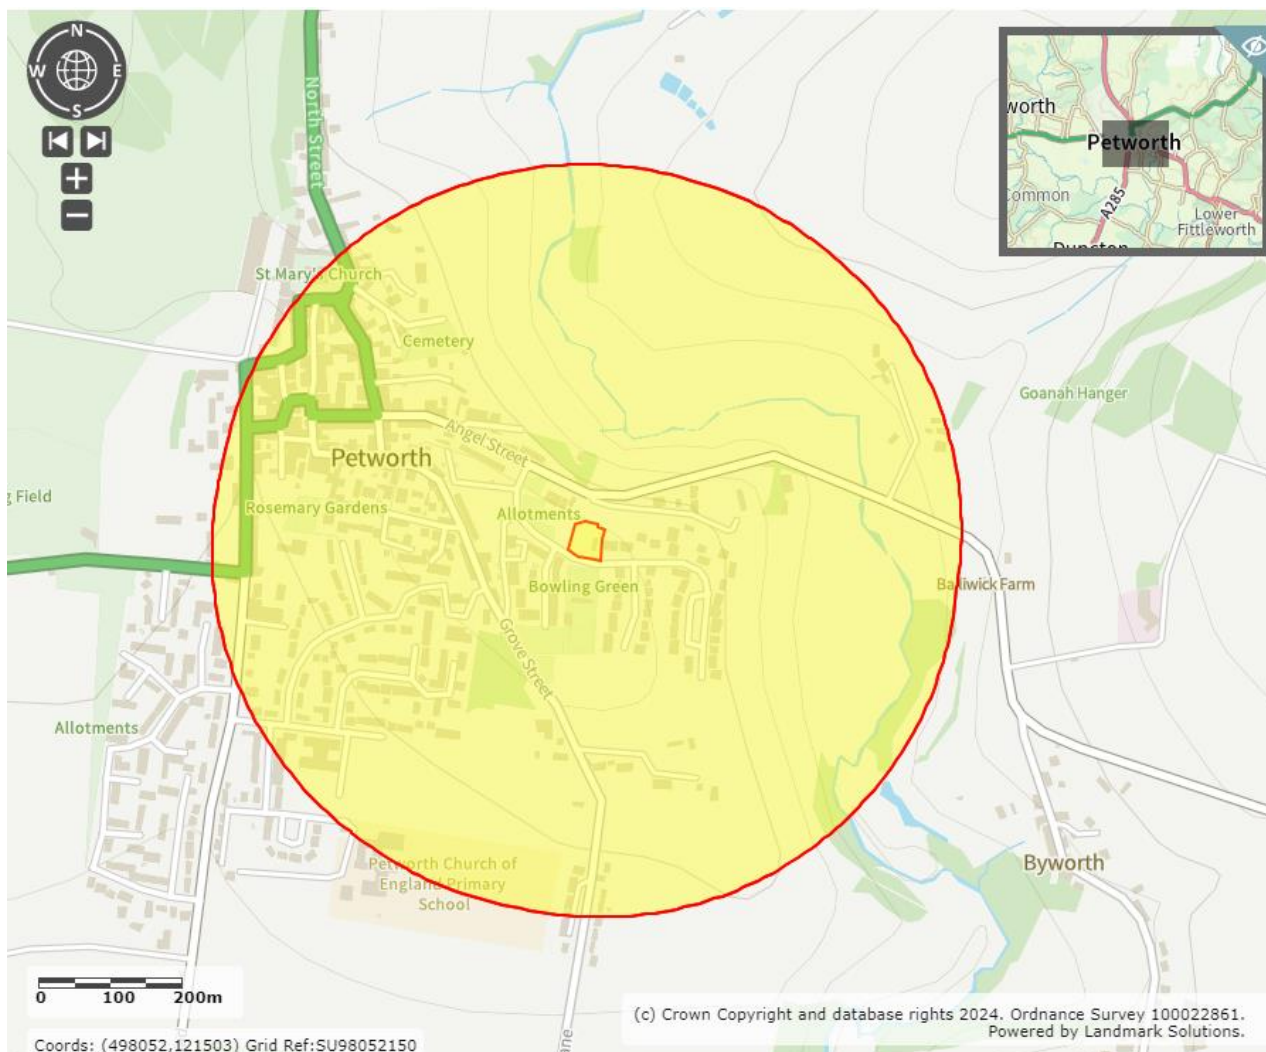 N
W
E
S
North Street
St Mary's Church
Cemetery
Angel Street
Petworth
Rosemary Gardens
Allotments
Bowling Green
Grove Street
g Field
Goanah Hanger
Balliwick Farm
Allotments
Petworth Church of
England Primary
School
Byworth
worth
Petworth
Common
A285
Lower
Fittleworth
Duncton
0 100 200m
Coords: (498052,121503) Grid Ref:SU98052150
(c) Crown Copyright and database rights 2024. Ordnance Survey 100022861.
Powered by Landmark Solutions.